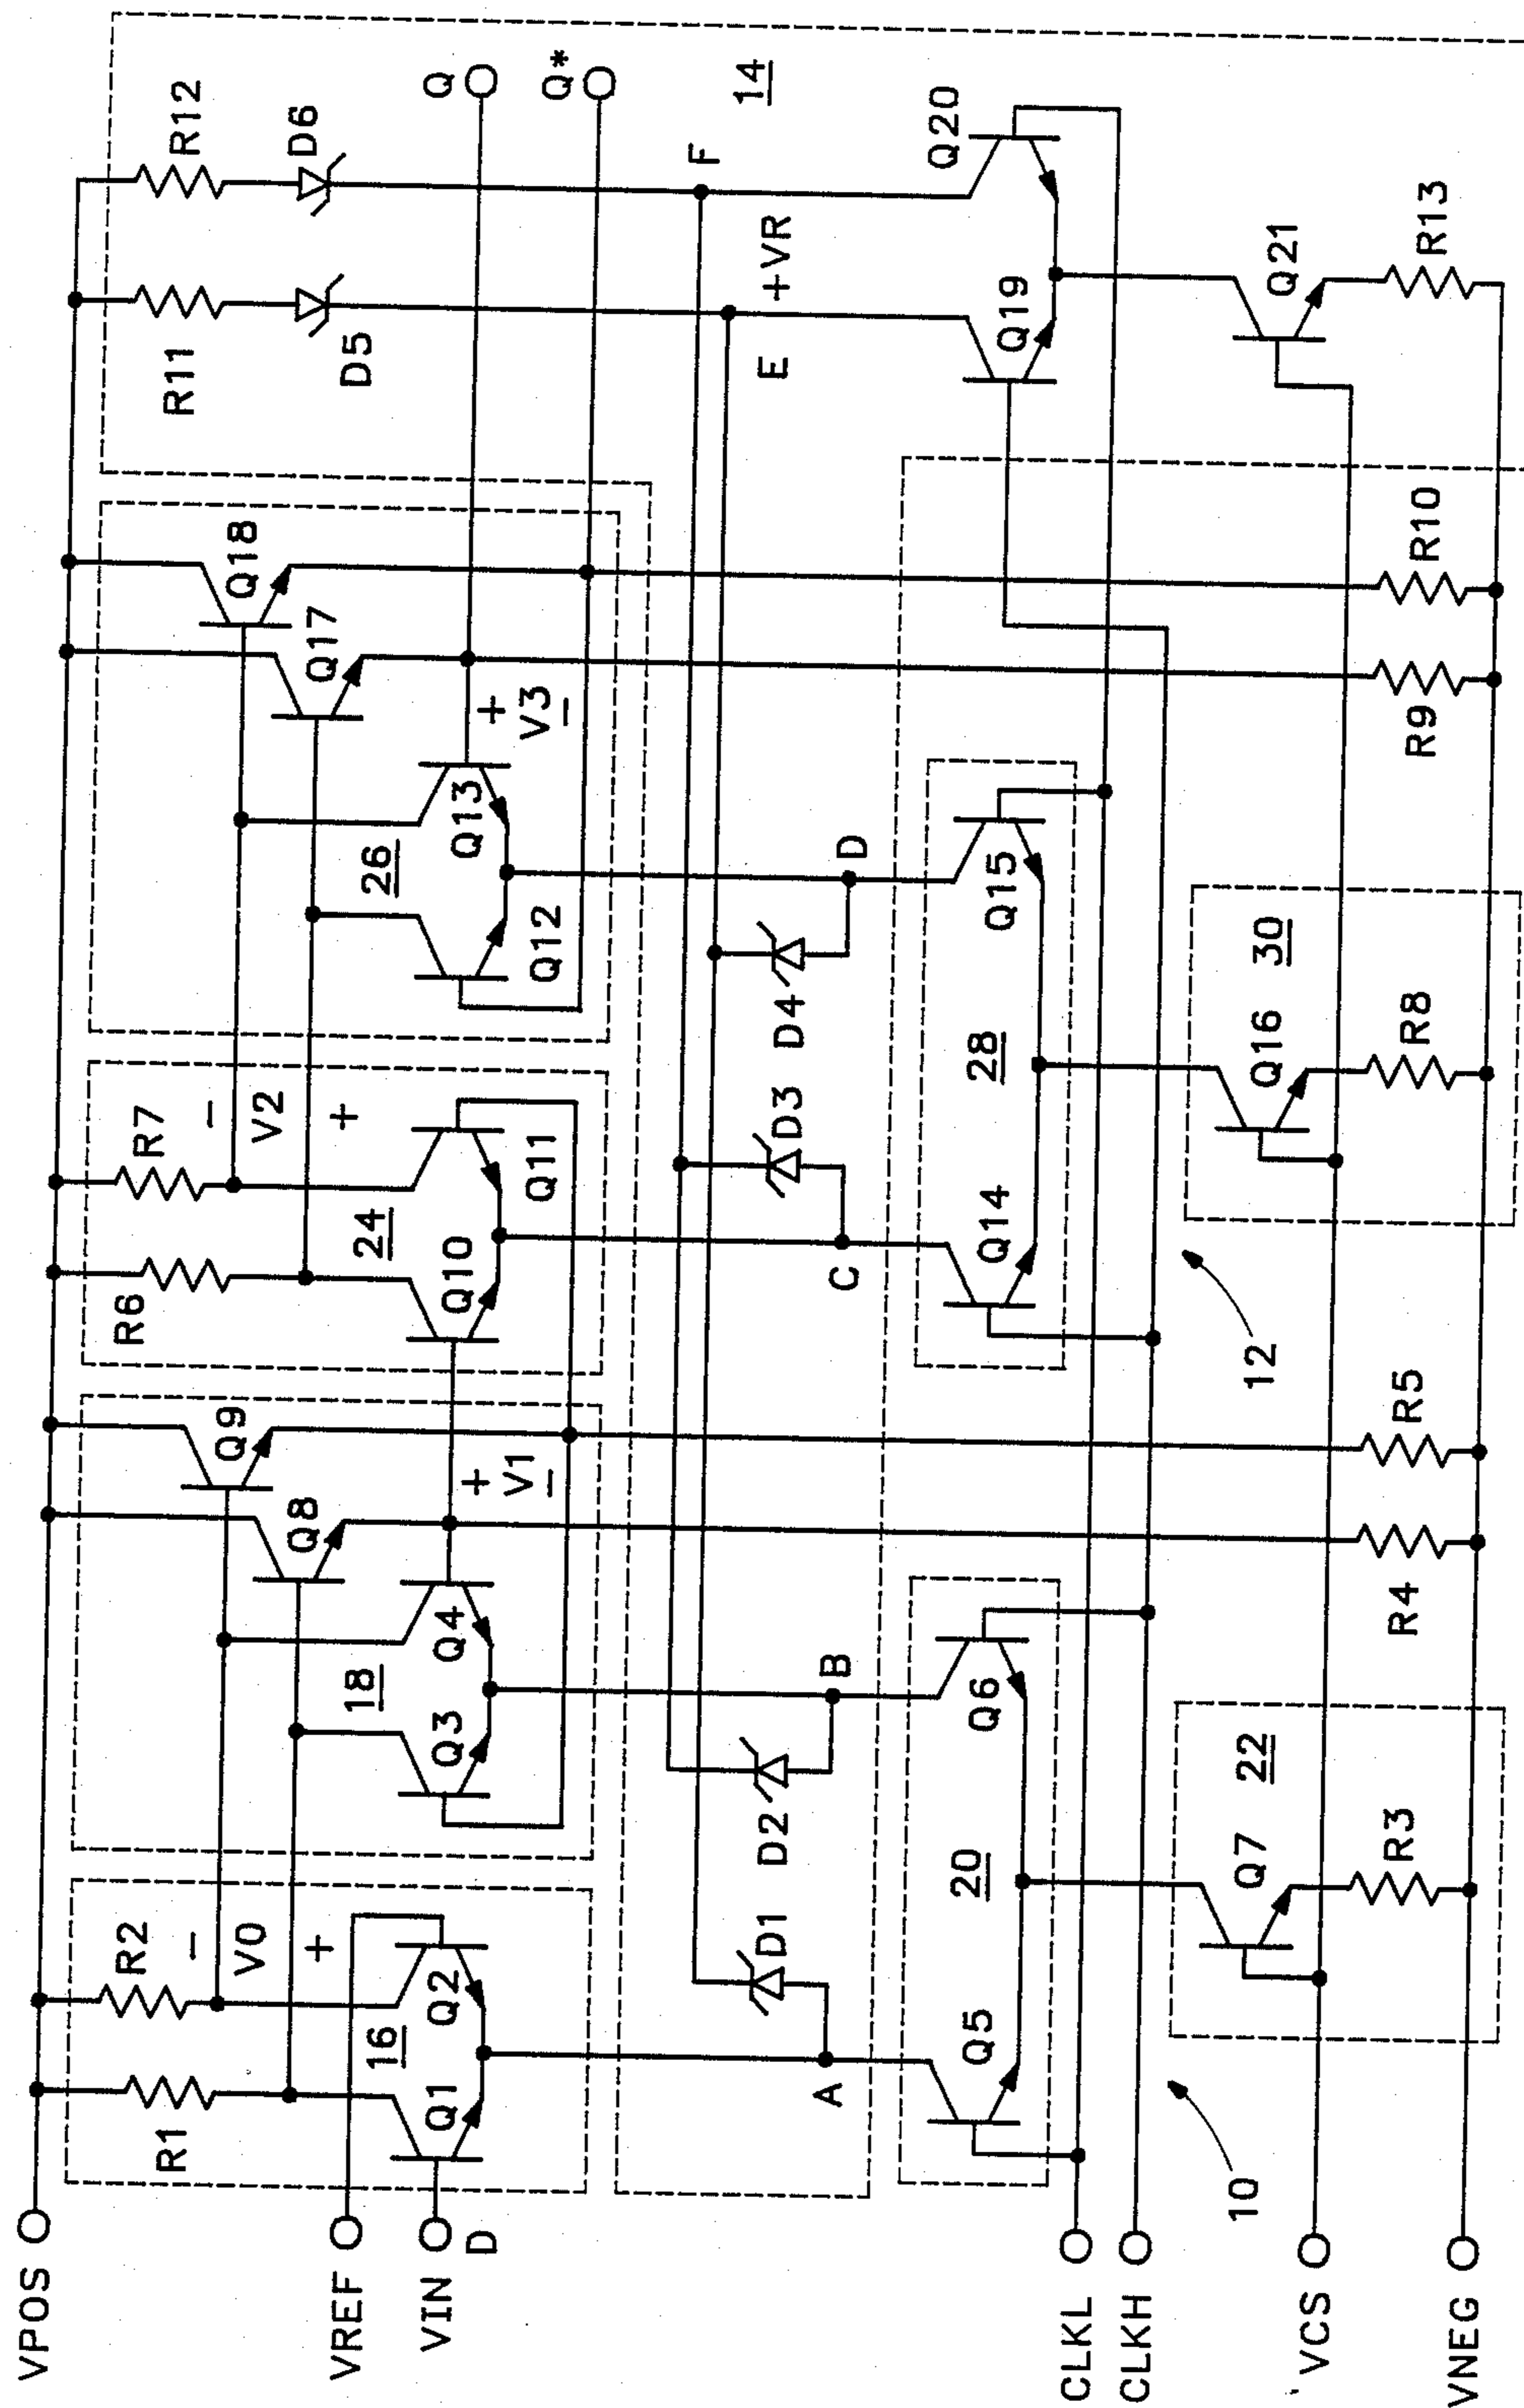 VPOS
VREF
VIN
D
CLKL
CLKH
VCS
VNEG
R1
R2
−
V0
+
16
Q1
Q2
Q8
Q9
18
Q3
Q4
+
V1
−
R6
R7
−
V2
+
24
Q10
Q11
Q17
Q18
26
Q12
Q13
+
V3
−
R11
R12
D5
D6
Q
Q*
14
A
D1
D2
B
C
D3
D4
D
E
+VR
F
Q5
20
Q6
Q14
28
Q15
Q19
Q20
10
Q7
22
R3
R4
R5
12
Q16
30
R8
R9
R10
Q21
R13